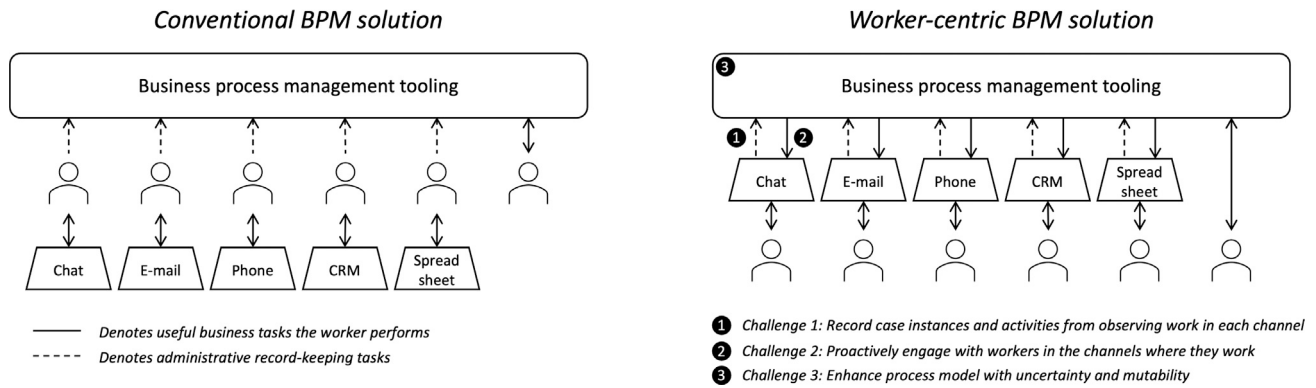 Conventional BPM solution
Business process management tooling
Chat
E-mail
Phone
CRM
Spread
sheet
Denotes useful business tasks the worker performs
Denotes administrative record-keeping tasks
Worker-centric BPM solution
3
Business process management tooling
1
2
Chat
E-mail
Phone
CRM
Spread
sheet
1 Challenge 1: Record case instances and activities from observing work in each channel
2 Challenge 2: Proactively engage with workers in the channels where they work
3 Challenge 3: Enhance process model with uncertainty and mutability